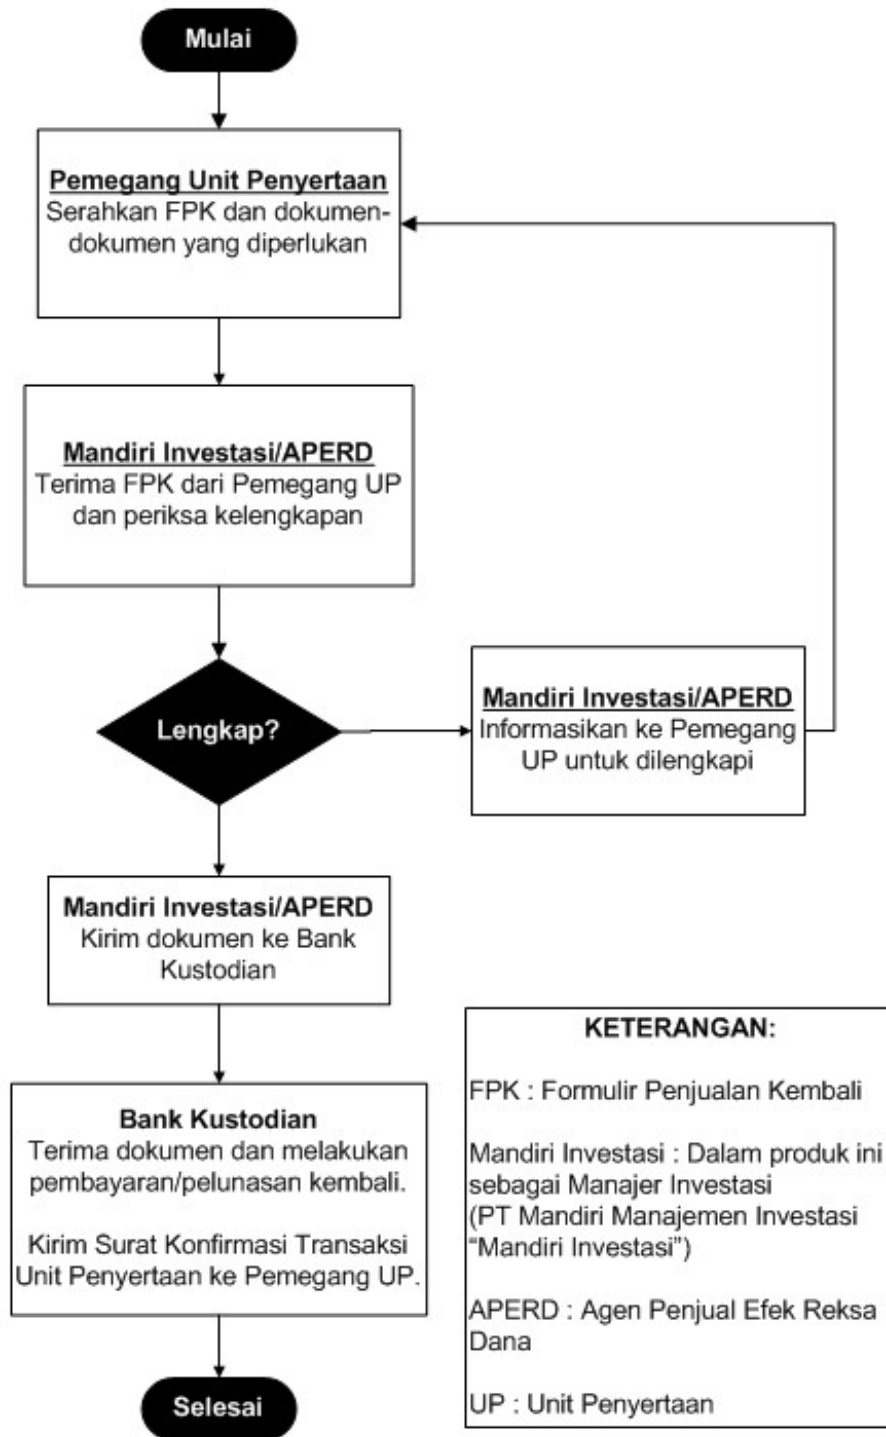 Mulai
Pemegang Unit Penyertaan
Serahkan FPK dan dokumen-
dokumen yang diperlukan
Mandiri Investasi/APERD
Terima FPK dari Pemegang UP
dan periksa kelengkapan
Lengkap?
Mandiri Investasi/APERD
Informasikan ke Pemegang
UP untuk dilengkapi
Mandiri Investasi/APERD
Kirim dokumen ke Bank
Kustodian
Bank Kustodian
Terima dokumen dan melakukan
pembayaran/pelunasan kembali.
Kirim Surat Konfirmasi Transaksi
Unit Penyertaan ke Pemegang UP.
Selesai
KETERANGAN:
FPK : Formulir Penjualan Kembali
Mandiri Investasi : Dalam produk ini
sebagai Manajer Investasi
(PT Mandiri Manajemen Investasi
“Mandiri Investasi”)
APERD : Agen Penjual Efek Reksa
Dana
UP : Unit Penyertaan